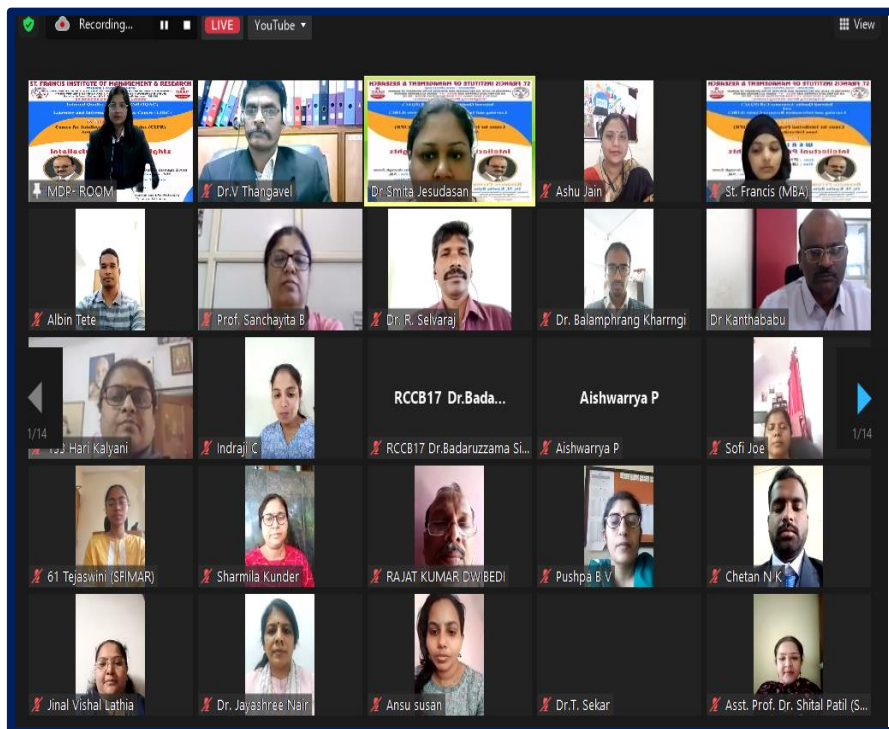 Recording...
LIVE
YouTube
View
ST. FRANCIS INSTITUTE OF MANAGEMENT & RESEARCH
MDP- ROOM
Dr.V Thangavel
Dr Smita Jesudasan
Ashu Jain
St. Francis (MBA)
Albin Tete
Prof. Sanchayita B
Dr. R. Selvaraj
Dr. Balamphrang Kharrngi
Dr Kanthababu
RCCB17 Dr.Bada...
Aishwarrya P
1/14
Hari Kalyani
Indraji C
RCCB17 Dr.Badaruzzama Si...
Aishwarrya P
Sofi Joe
1/14
61 Tejaswini (SFIMAR)
Sharmila Kunder
RAJAT KUMAR DWIBEDI
Pushpa B V
Chetan N K
Jinal Vishal Lathia
Dr. Jayashree Nair
Ansu susan
Dr.T. Sekar
Asst. Prof. Dr. Shital Patil (S...